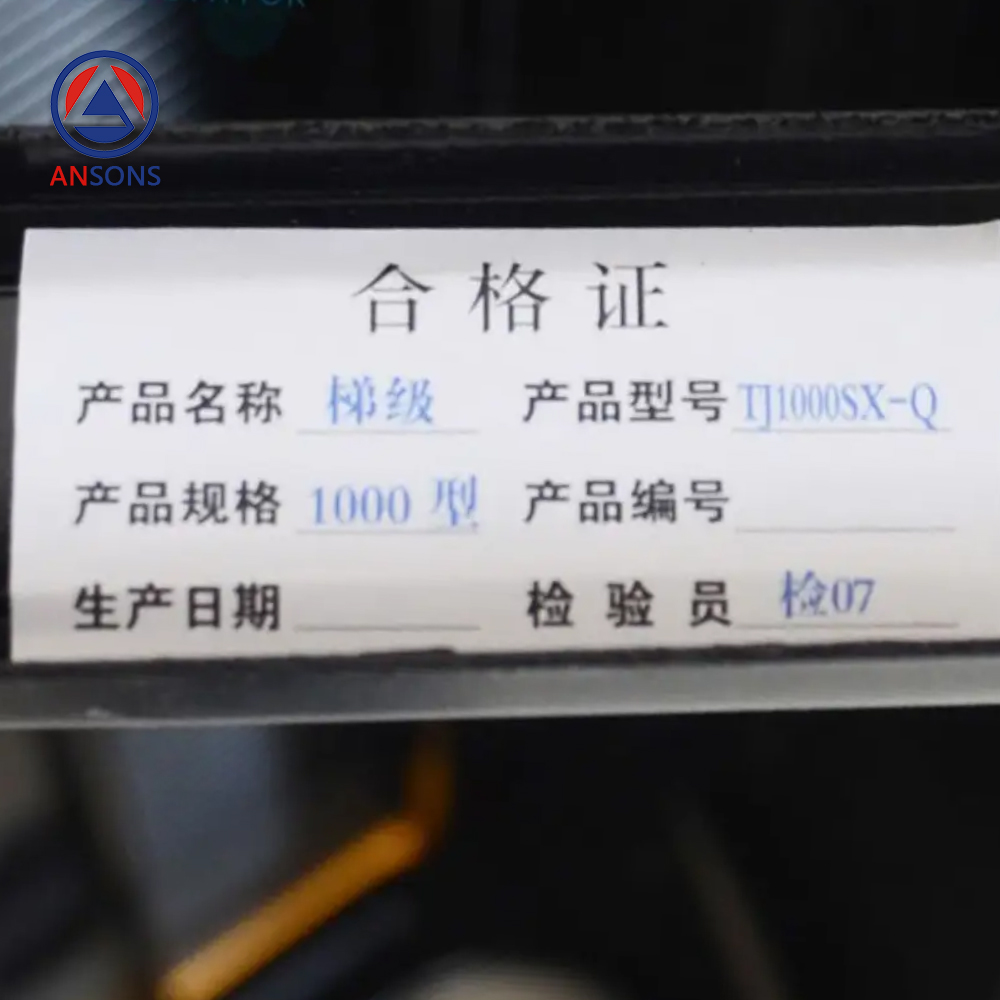 ANSONS
合格证
产品名称 梯级 产品型号 TJ1000SX-Q
产品规格 1000 型 产品编号
生产日期 检验员 检07